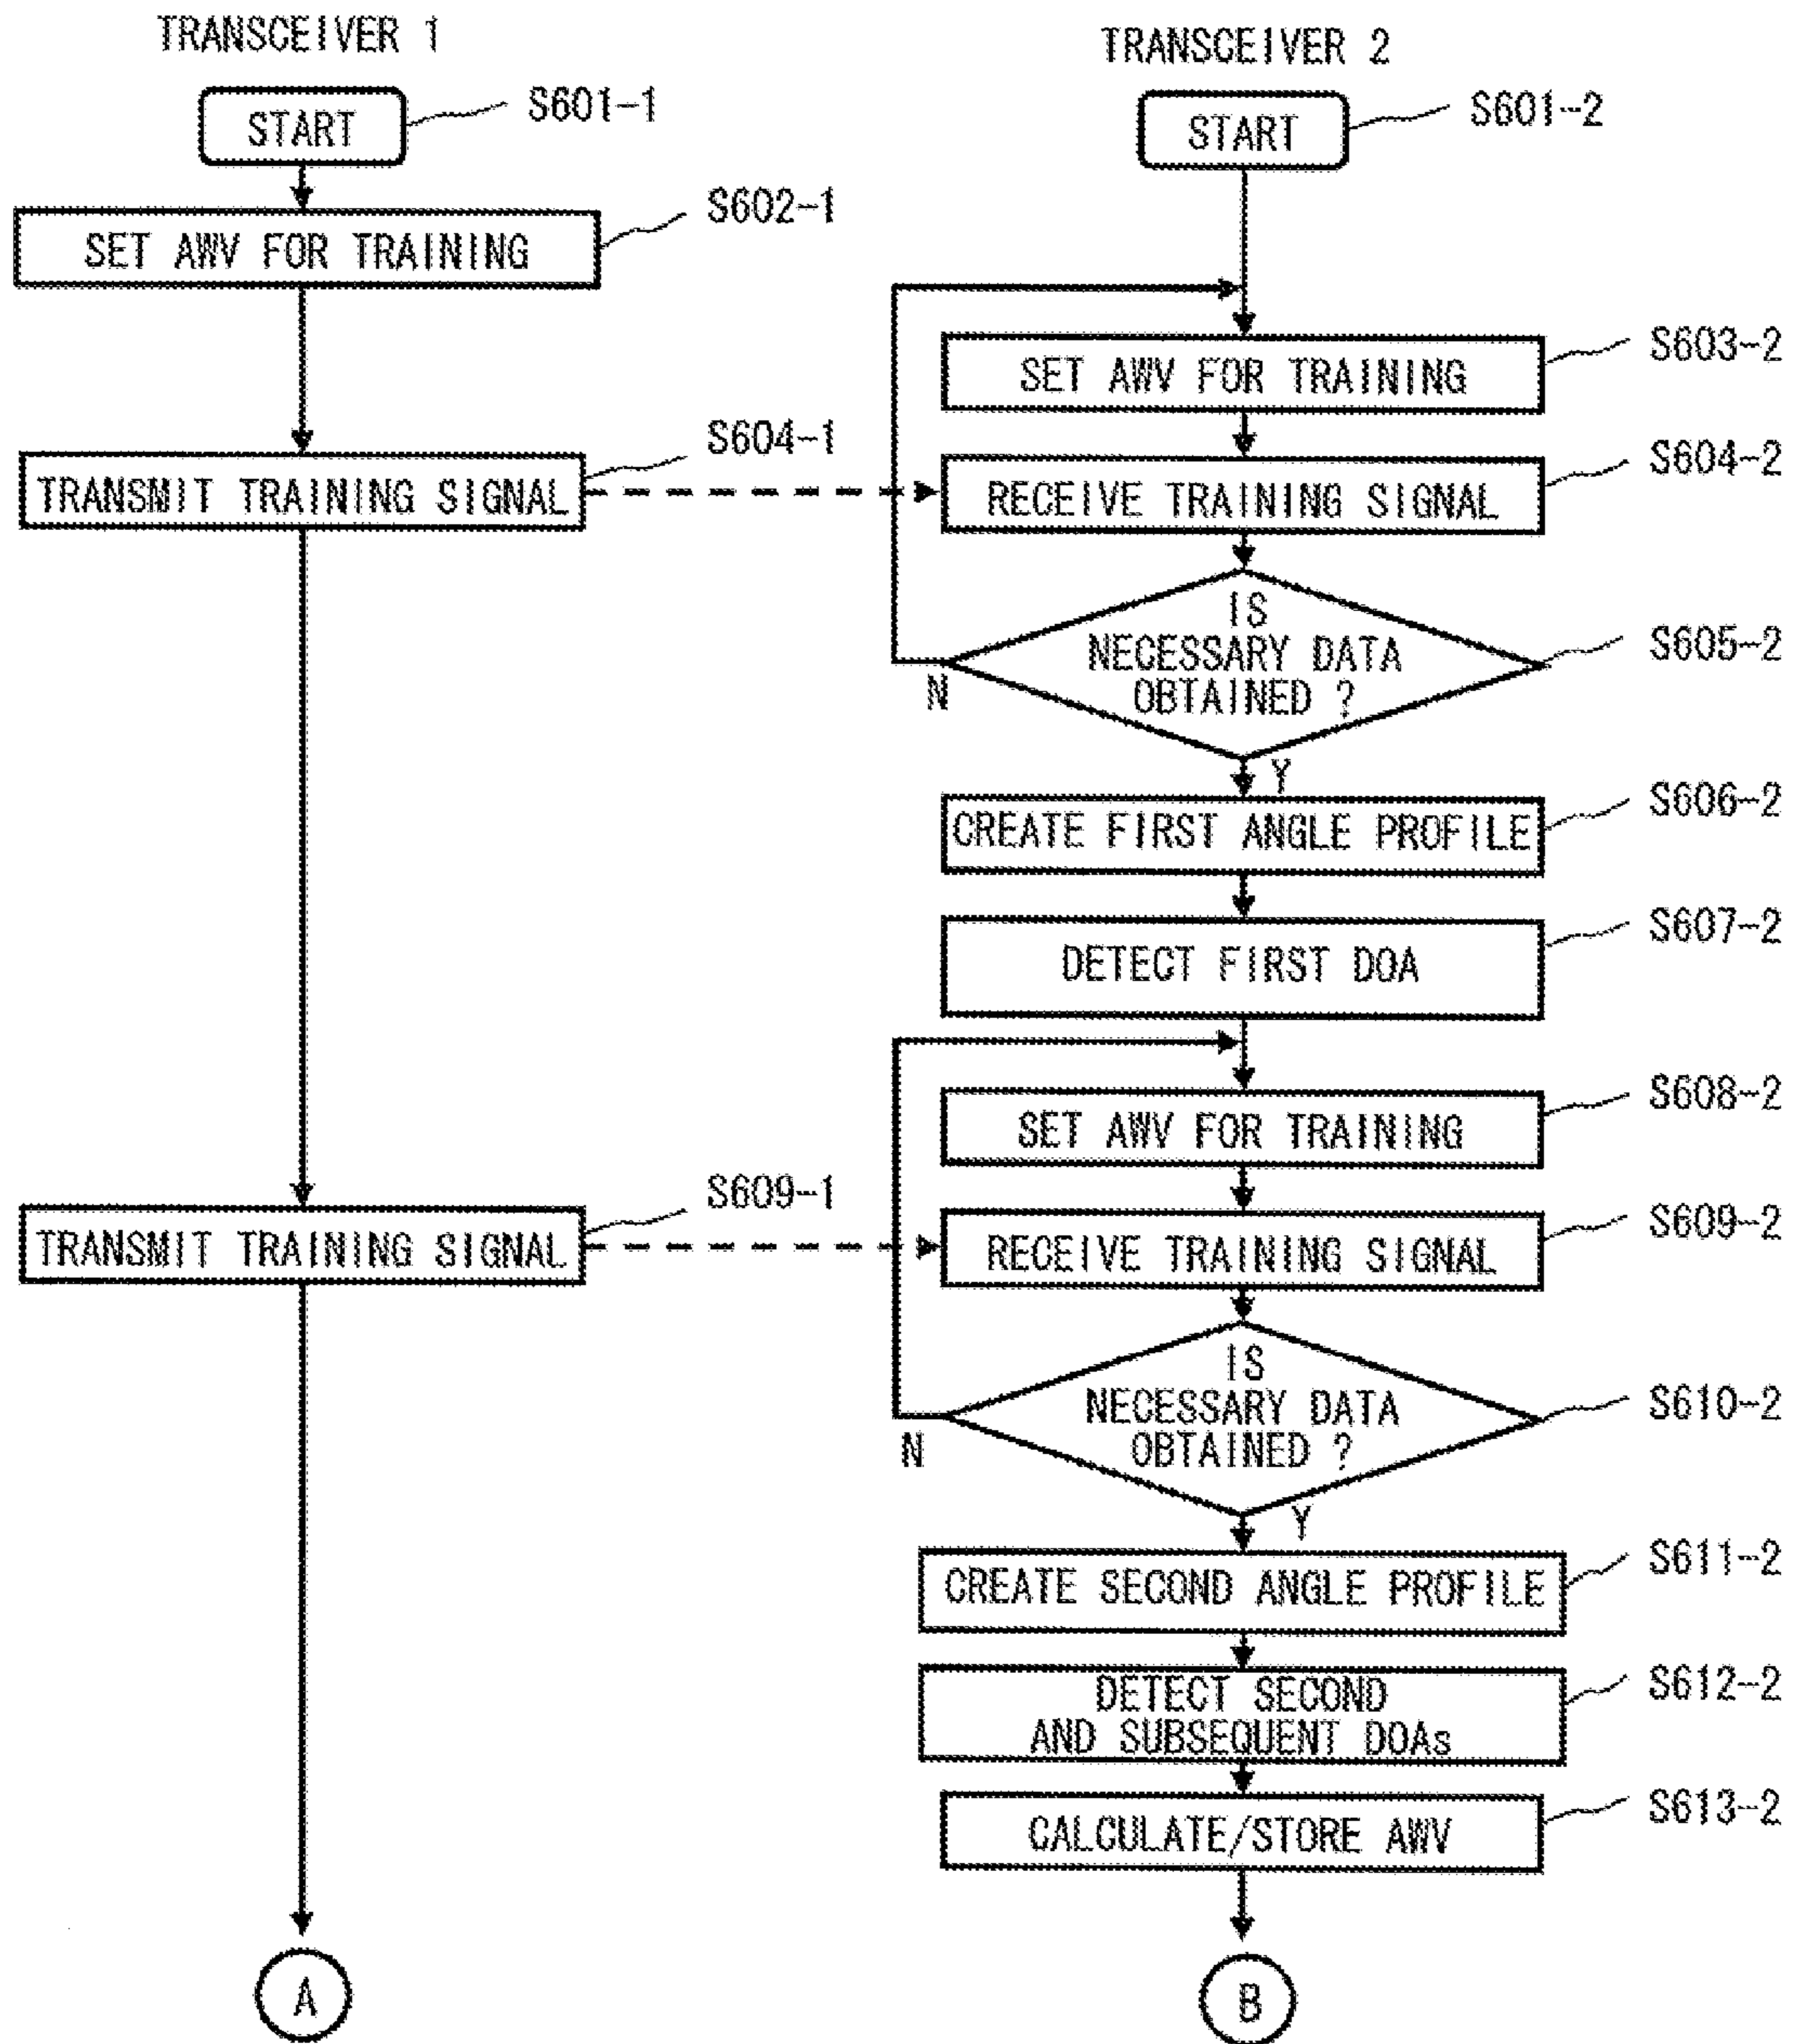 TRANSCEIVER 1
START
S601-1
SET AWV FOR TRAINING
S602-1
TRANSMIT TRAINING SIGNAL
S604-1
TRANSMIT TRAINING SIGNAL
S609-1
A
TRANSCEIVER 2
START
S601-2
SET AWV FOR TRAINING
S603-2
RECEIVE TRAINING SIGNAL
S604-2
IS
NECESSARY DATA
OBTAINED ?
S605-2
N
Y
CREATE FIRST ANGLE PROFILE
S606-2
DETECT FIRST DOA
S607-2
SET AWV FOR TRAINING
S608-2
RECEIVE TRAINING SIGNAL
S609-2
IS
NECESSARY DATA
OBTAINED ?
S610-2
N
Y
CREATE SECOND ANGLE PROFILE
S611-2
DETECT SECOND
AND SUBSEQUENT DOAs
S612-2
CALCULATE/STORE AWV
S613-2
B